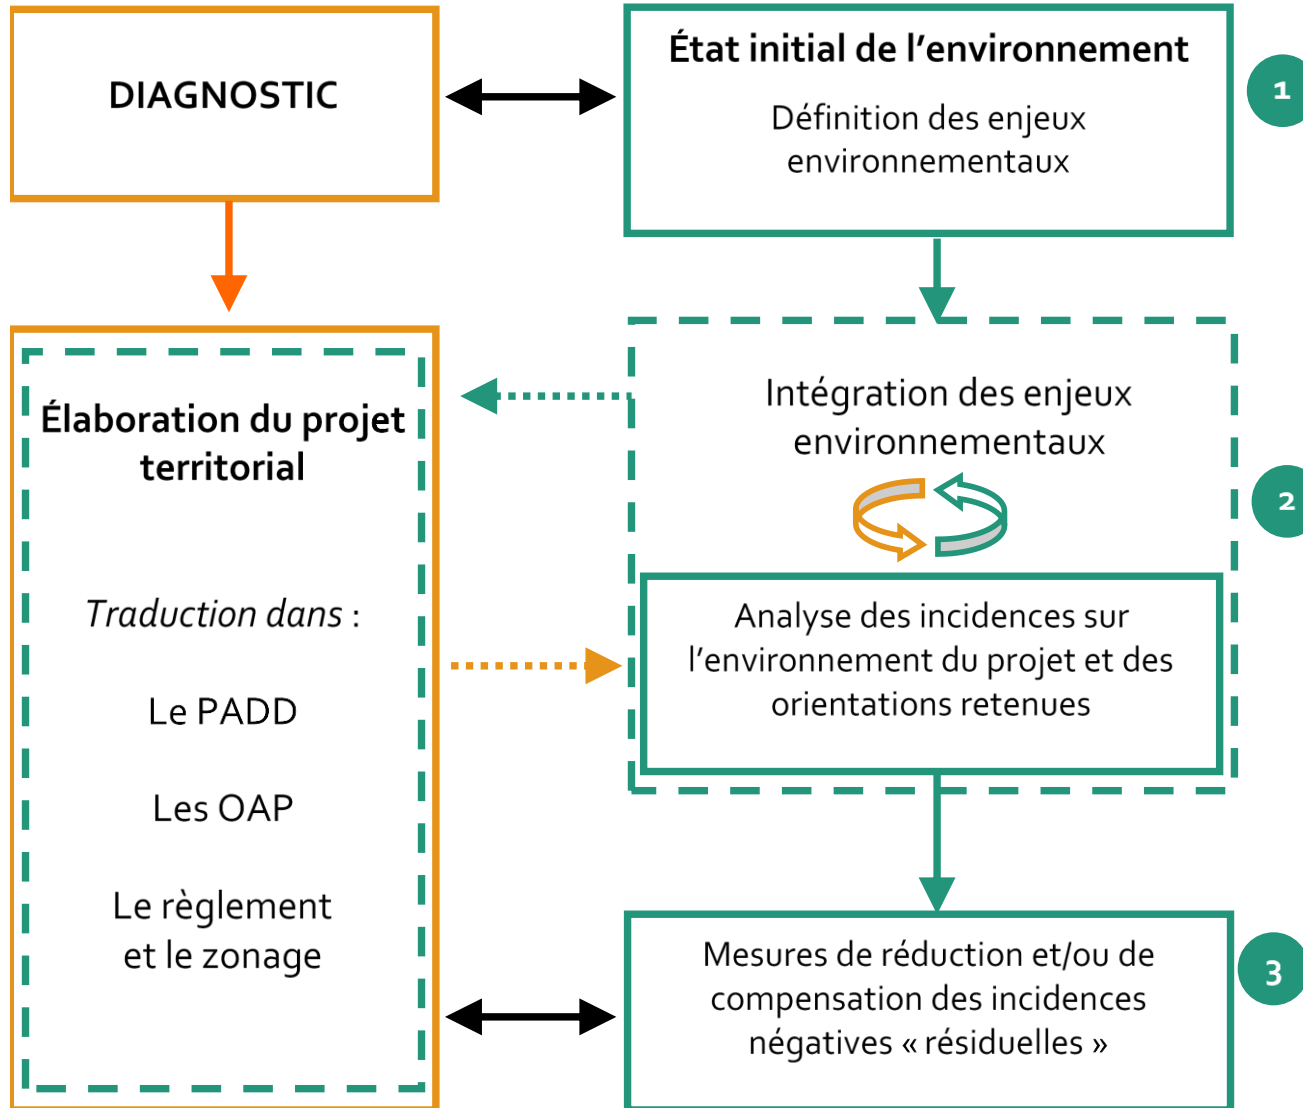 DIAGNOSTIC
État initial de l’environnement
Définition des enjeux
environnementaux
1
Élaboration du projet
territorial
Traduction dans :
Le PADD
Les OAP
Le règlement
et le zonage
Intégration des enjeux
environnementaux
2
Analyse des incidences sur
l’environnement du projet et des
orientations retenues
Mesures de réduction et/ou de
compensation des incidences
négatives « résiduelles »
3